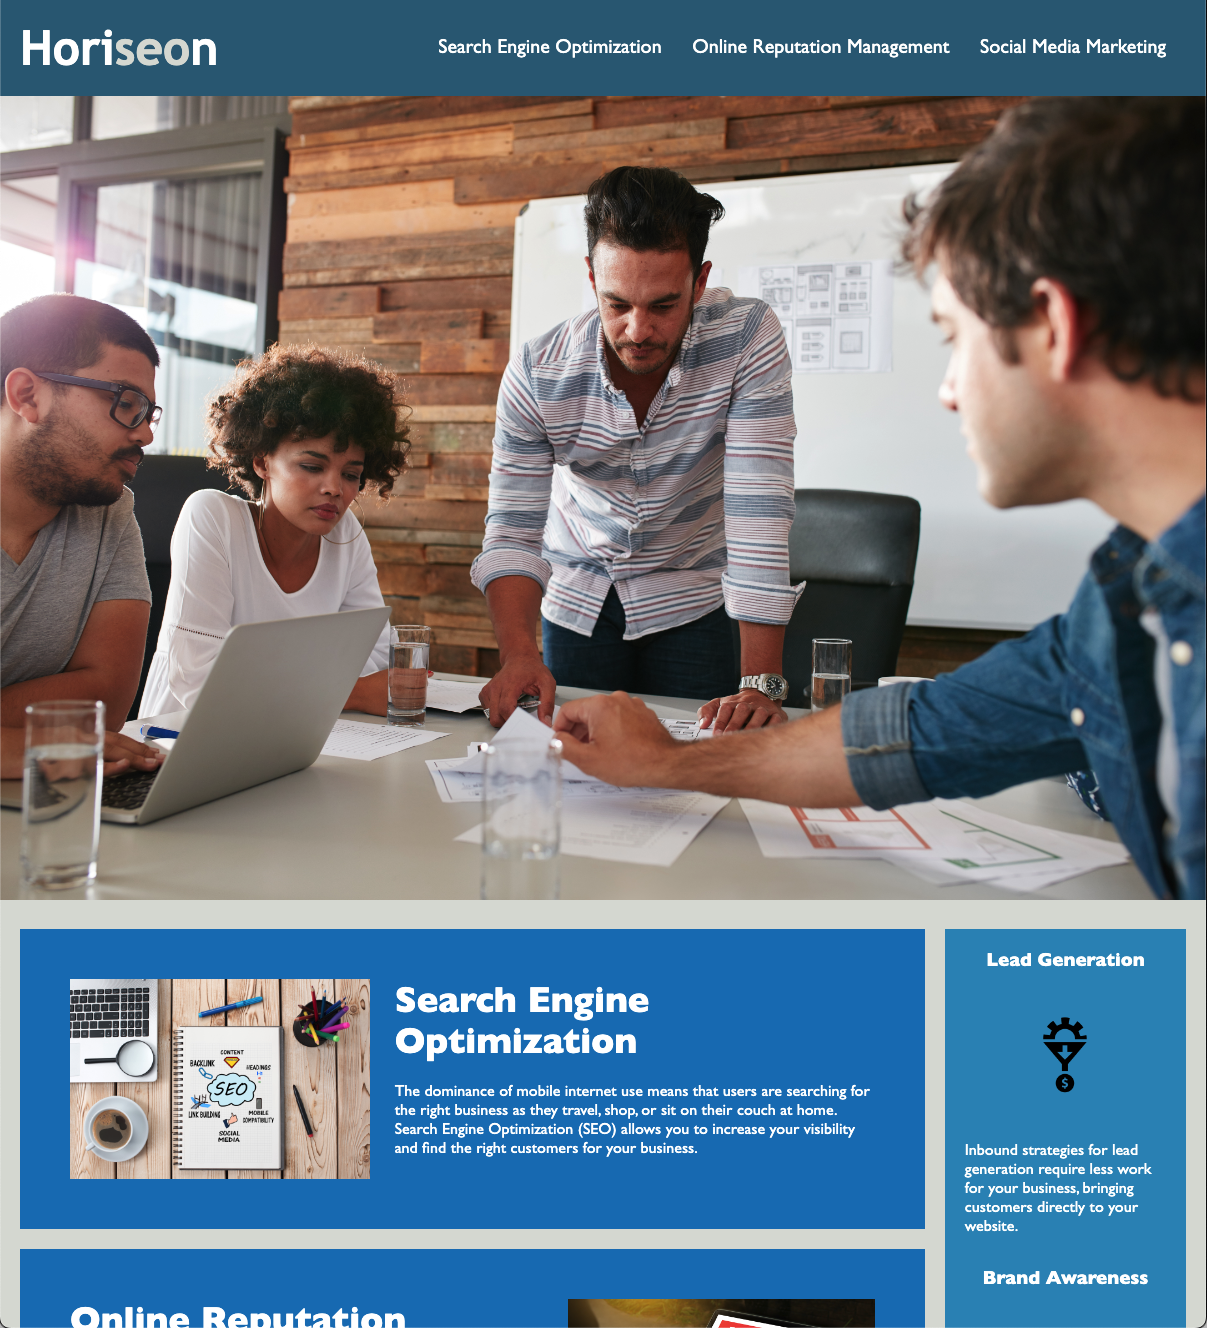 Horiseon
Search Engine Optimization
Online Reputation Management
Social Media Marketing
Search Engine
Optimization
The dominance of mobile internet use means that users are searching for
the right business as they travel, shop, or sit on their couch at home.
Search Engine Optimization (SEO) allows you to increase your visibility
and find the right customers for your business.
CONTENT
BACKLINK
HEADINGS
SEO
LINK BUILDING
MOBILE
COMPATIBILITY
SOCIAL
MEDIA
Online Reputation
Lead Generation
$
Inbound strategies for lead
generation require less work
for your business, bringing
customers directly to your
website.
Brand Awareness